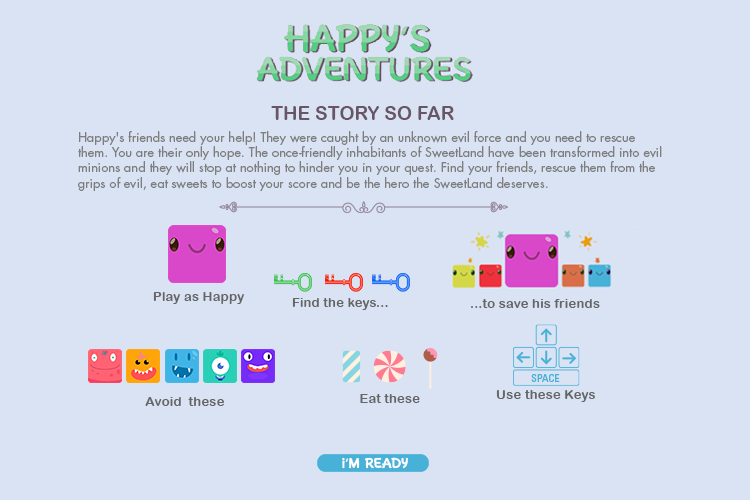 HAPPY'S
ADVENTURES
THE STORY SO FAR
Happy's friends need your help! They were caught by an unknown evil force and you need to rescue
them. You are their only hope. The once-friendly inhabitants of SweetLand have been transformed into evil
minions and they will stop at nothing to hinder you in your quest. Find your friends, rescue them from the
grips of evil, eat sweets to boost your score and be the hero the SweetLand deserves.
Play as Happy
Find the keys...
...to save his friends
Avoid these
Eat these
SPACE
Use these Keys
i'M READY